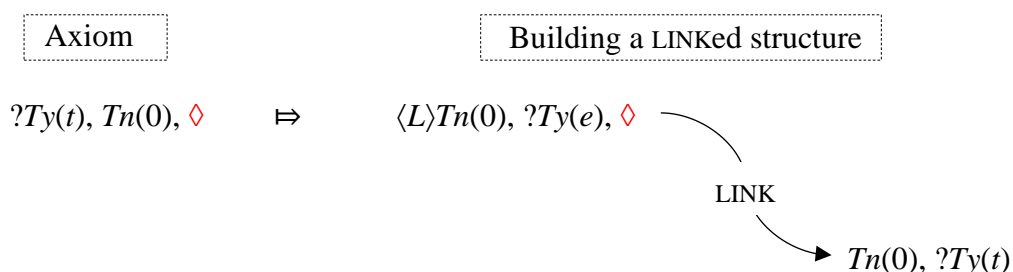 Axiom Building a LINKed structure
?Ty(t), Tn(0), ◊ ⤇ ⟨L⟩Tn(0), ?Ty(e), ◊
LINK
Tn(0), ?Ty(t)